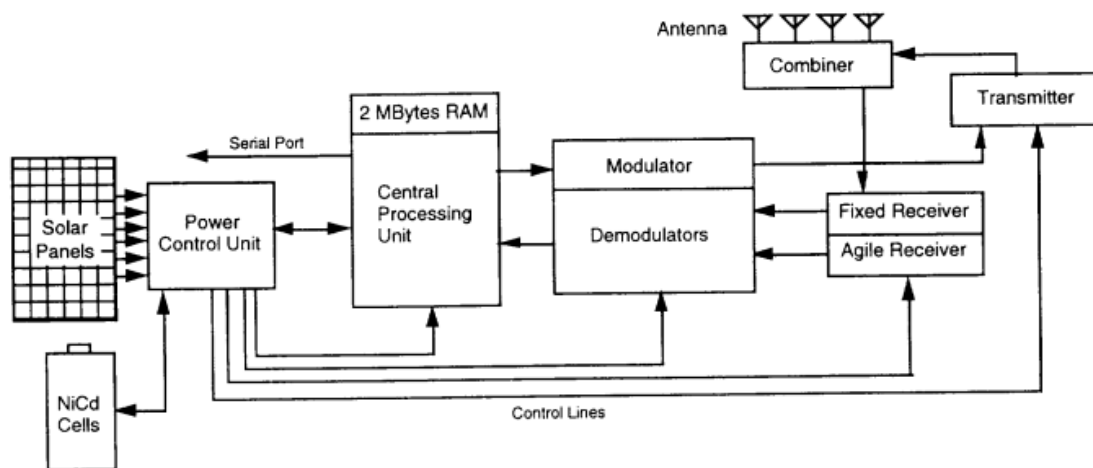 Antenna
Combiner
Transmitter
2 MBytes RAM
Serial Port
Modulator
Solar
Panels
Power
Control Unit
Central
Processing
Unit
Demodulators
Fixed Receiver
Agile Receiver
NiCd
Cells
Control Lines